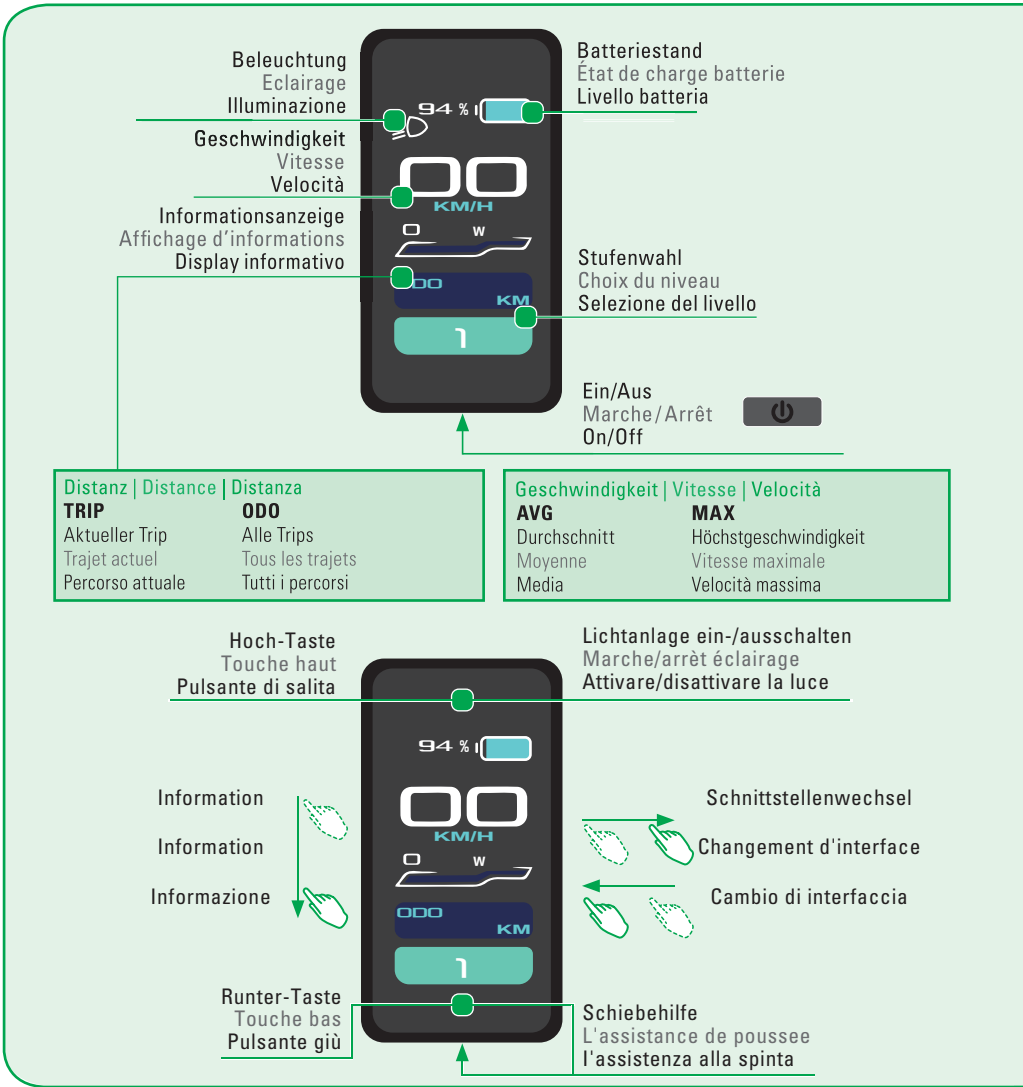 Beleuchtung
Eclairage
Illuminazione
Geschwindigkeit
Vitesse
Velocità
Informationsanzeige
Affichage d’informations
Display informativo
94 %
00
KM/H
0 W
ODO
KM
1
Batteriestand
État de charge batterie
Livello batteria
Stufenwahl
Choix du niveau
Selezione del livello
Ein/Aus
Marche/Arrêt
On/Off
Distanz | Distance | Distanza
TRIP ODO
Aktueller Trip Alle Trips
Trajet actuel Tous les trajets
Percorso attuale Tutti i percorsi
Geschwindigkeit | Vitesse | Velocità
AVG MAX
Durchschnitt Höchstgeschwindigkeit
Moyenne Vitesse maximale
Media Velocità massima
Hoch-Taste
Touche haut
Pulsante di salita
Lichtanlage ein-/ausschalten
Marche/arrèt éclairage
Attivare/disattivare la luce
Information
Information
Informazione
94 %
00
KM/H
0 W
ODO
KM
1
Schnittstellenwechsel
Changement d'interface
Cambio di interfaccia
Runter-Taste
Touche bas
Pulsante giù
Schiebehilfe
L'assistance de poussee
l'assistenza alla spinta